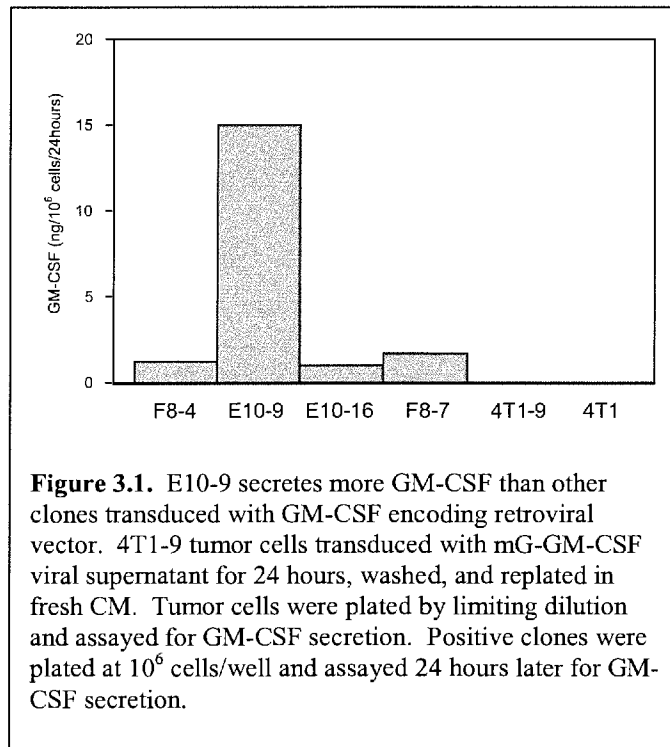 20
15
10
5
0
GM-CSF (ng/10⁶ cells/24hours)
F8-4 E10-9 E10-16 F8-7 4T1-9 4T1
Figure 3.1. E10-9 secretes more GM-CSF than other
clones transduced with GM-CSF encoding retroviral
vector. 4T1-9 tumor cells transduced with mG-GM-CSF
viral supernatant for 24 hours, washed, and replated in
fresh CM. Tumor cells were plated by limiting dilution
and assayed for GM-CSF secretion. Positive clones were
plated at 10⁶ cells/well and assayed 24 hours later for GM-
CSF secretion.